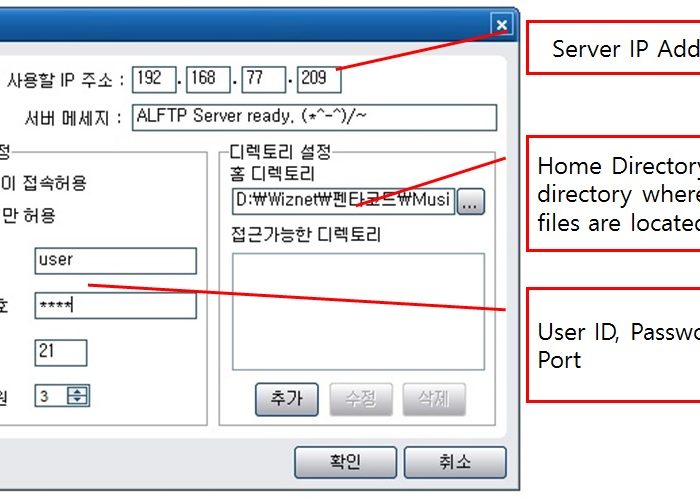 사용할 IP 주소 : 192 . 168 . 77 . 209
서버 메세지 : ALFTP Server ready. (*^-^)/~
정
이 접속허용
만 허용
user
호 ****
21
원 3
디렉토리 설정
홈 디렉토리
D:₩Wiznet₩펜타코드₩Musi ...
접근가능한 디렉토리
추가 수정 삭제
확인 취소
Server IP Add
Home Directory
directory where
files are located
User ID, Passwo
Port